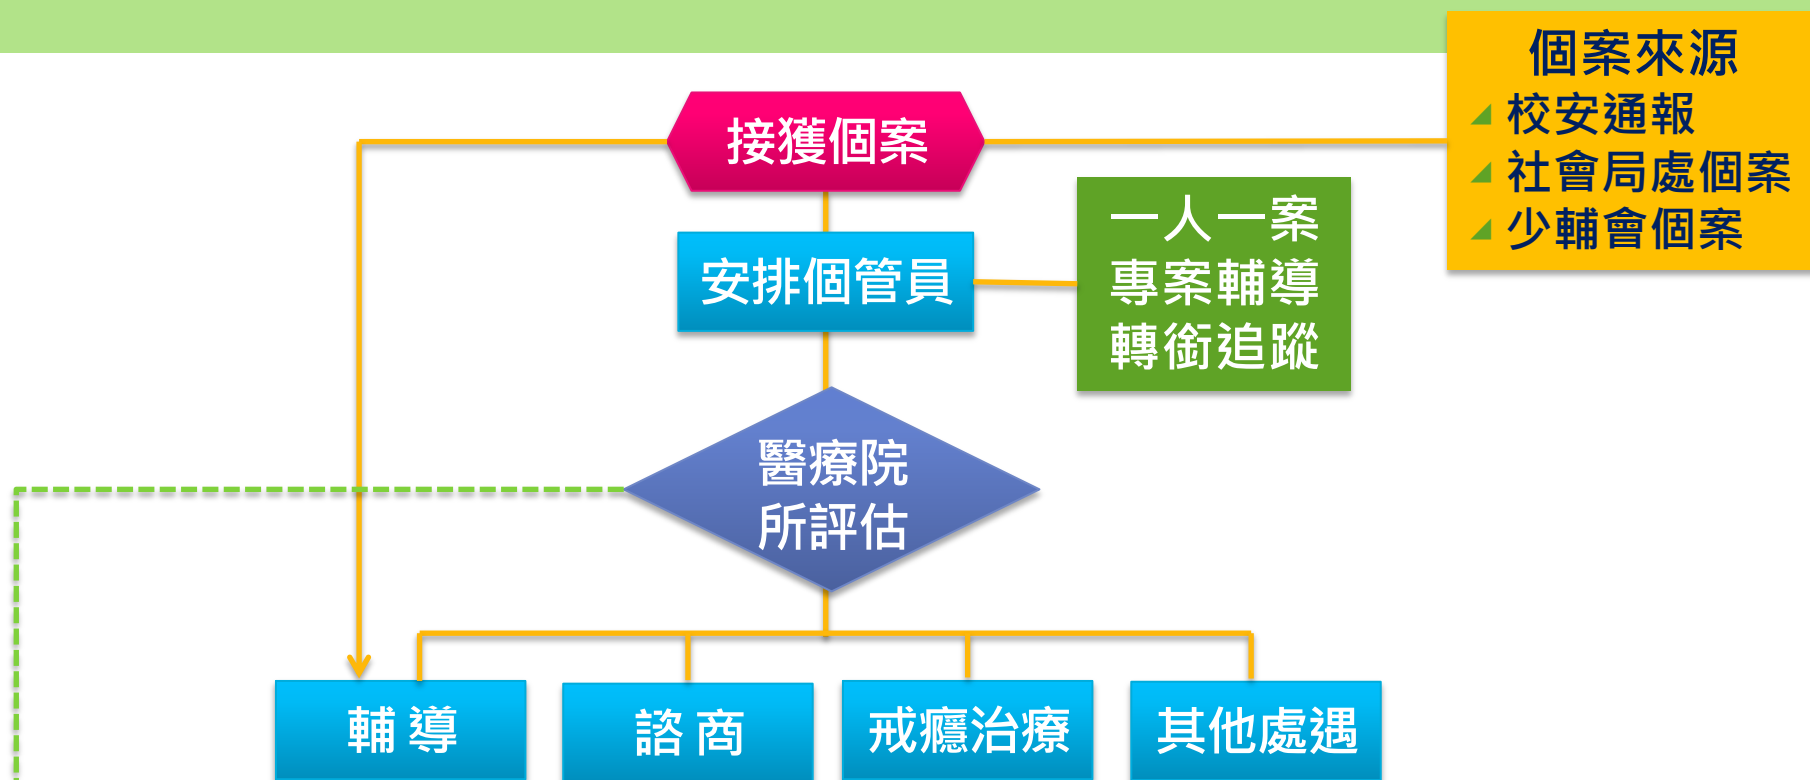 個案來源
校安通報
社會局處個案
少輔會個案
接獲個案
安排個管員
一人一案
專案輔導
轉銜追蹤
醫療院
所評估
輔 導
諮 商
戒癮治療
其他處遇